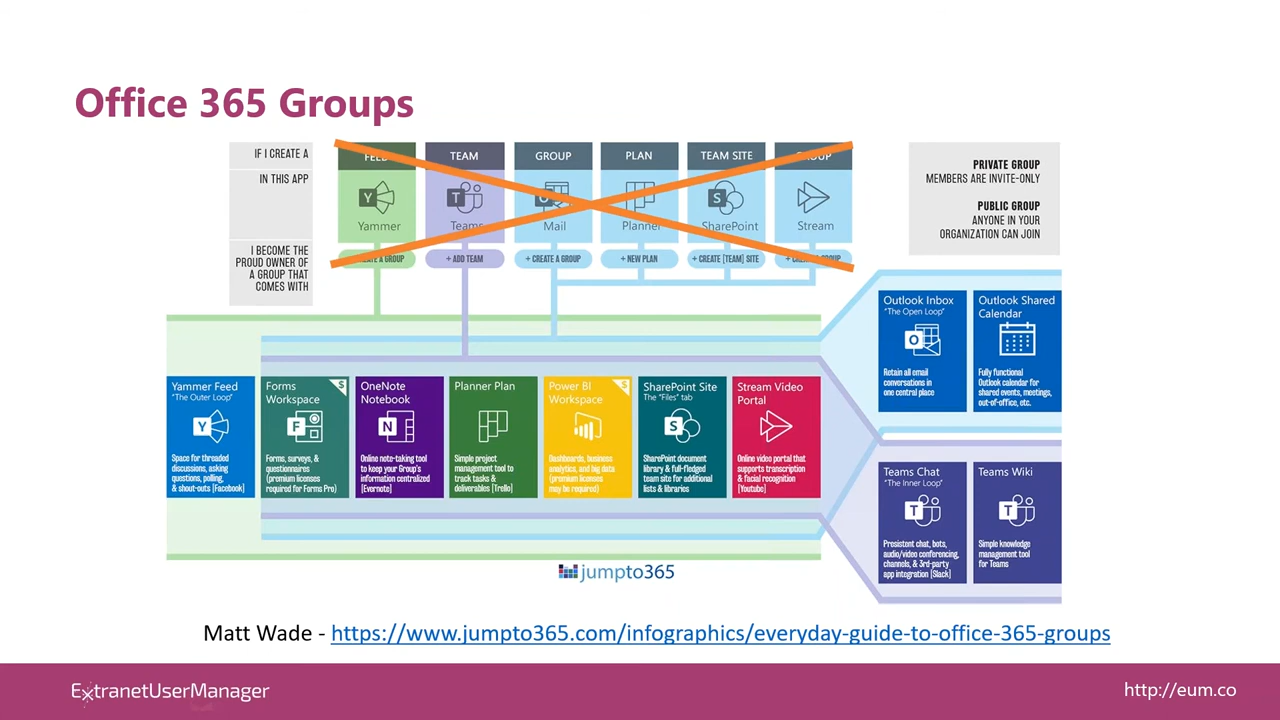 Office 365 Groups
IF I CREATE A
FEED
TEAM
GROUP
PLAN
TEAM SITE
GROUP
IN THIS APP
Yammer
Teams
Mail
Planner
SharePoint
Stream
I BECOME THE
PROUD OWNER OF
A GROUP THAT
COMES WITH
CREATE A GROUP
+ ADD TEAM
+ CREATE A GROUP
+ NEW PLAN
+ CREATE [TEAM] SITE
+ CREATE A GROUP
PRIVATE GROUP
MEMBERS ARE INVITE-ONLY
PUBLIC GROUP
ANYONE IN YOUR
ORGANIZATION CAN JOIN
Outlook Inbox
"The Open Loop"
Retain all email
conversations in
one central place
Outlook Shared
Calendar
Fully functional
Outlook calendar for
shared events, meetings,
out-of-office, etc.
Yammer Feed
"The Outer Loop"
Space for threaded
discussions, asking
questions, polling,
& shout-outs [Facebook]
Forms
Workspace
$
Forms, surveys, &
questionnaires
(premium licenses
required for Forms Pro)
OneNote
Notebook
Online note-taking tool
to keep your Group's
information centralized
[Evernote]
Planner Plan
Simple project
management tool to
track tasks &
deliverables [Trello]
Power BI
Workspace
$
Dashboards, business
analytics, and big data
(premium licenses
may be required)
SharePoint Site
The "Files" tab
SharePoint document
library & full-fledged
team site for additional
lists & libraries
Stream Video
Portal
Online video portal that
supports transcription
& facial recognition
[Youtube]
Teams Chat
"The Inner Loop"
Presistent chat, bots,
audio/video conferencing,
channels, & 3rd-party
app integration [Slack]
Teams Wiki
Simple knowledge
management tool
for Teams
jumpto365
Matt Wade - https://www.jumpto365.com/infographics/everyday-guide-to-office-365-groups
ExtranetUserManager
http://eum.co